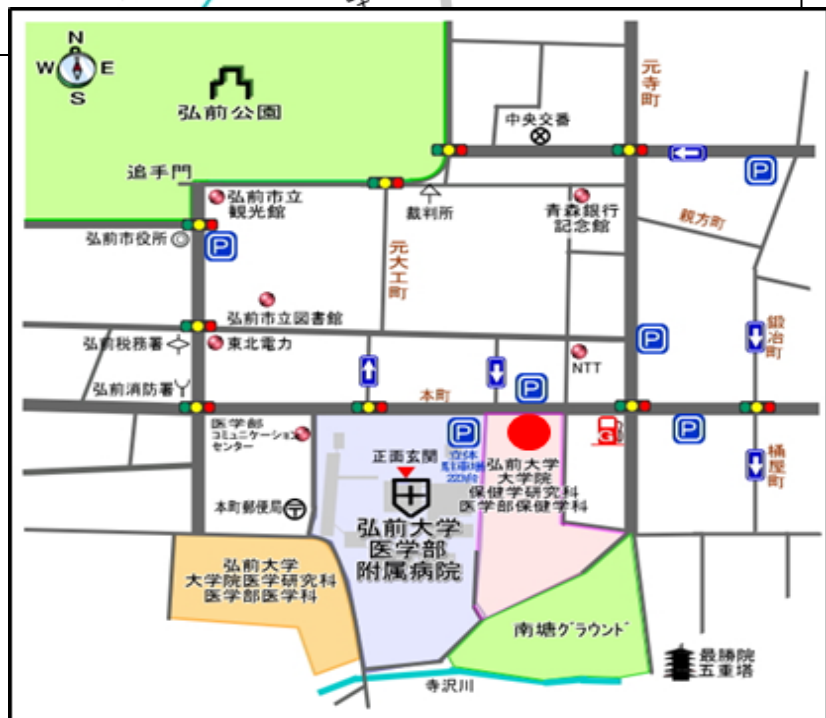 N
W E
S
弘前公園
元寺町
中央交番
追手門
弘前市立
観光館
裁判所
青森銀行
記念館
親方町
弘前市役所
元大工町
弘前市立図書館
鍛冶町
弘前税務署
東北電力
NTT
弘前消防署
本町
医学部
コミュニケーション
センター
正面玄関
立体
駐車場
弘前大学
大学院
保健学研究科
医学部保健学科
桶屋町
本町郵便局
弘前大学
医学部
附属病院
弘前大学
大学院医学研究科
医学部医学科
南塘グラウンド
最勝院
五重塔
寺沢川
P
P
P
P
P
P
G